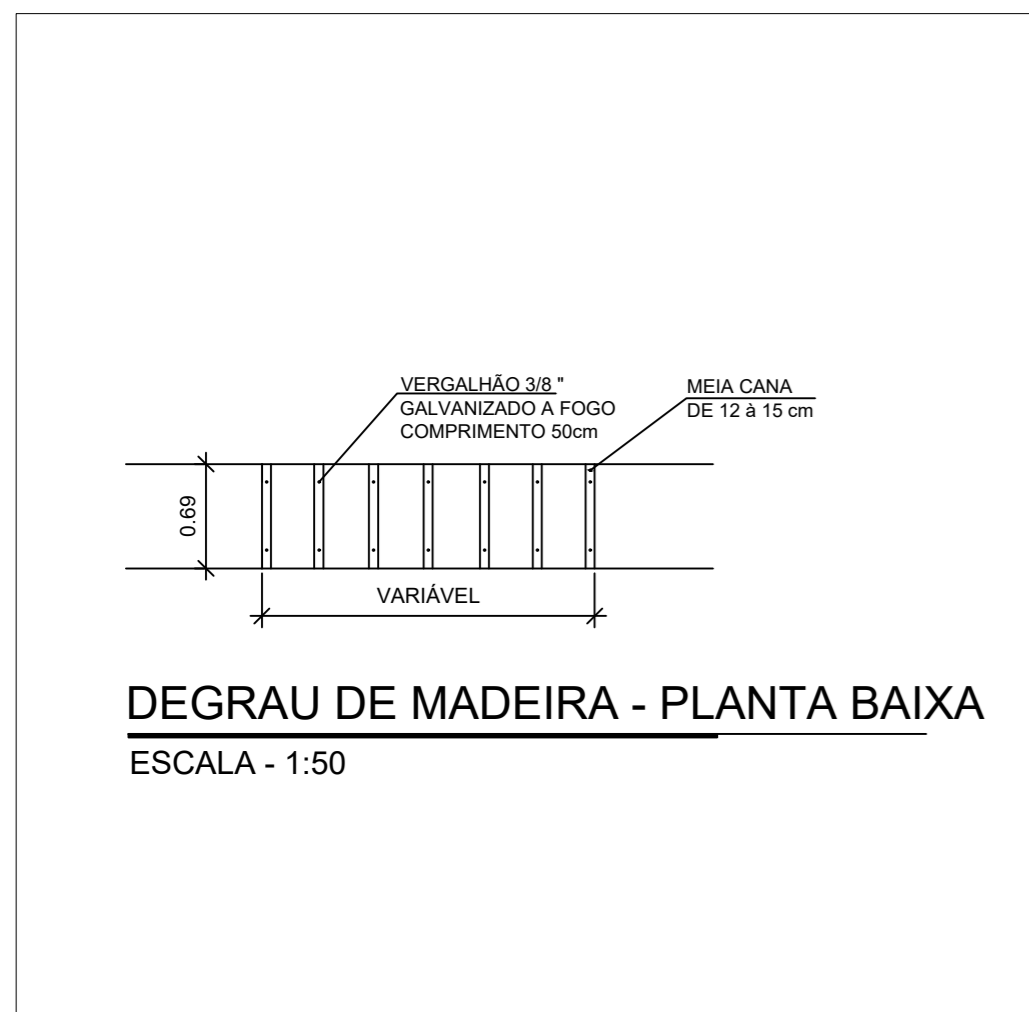 VERGALHÃO 3/8 "
GALVANIZADO A FOGO
COMPRIMENTO 50cm
MEIA CANA
DE 12 à 15 cm
0.69
VARIÁVEL
DEGRAU DE MADEIRA - PLANTA BAIXA
ESCALA - 1:50